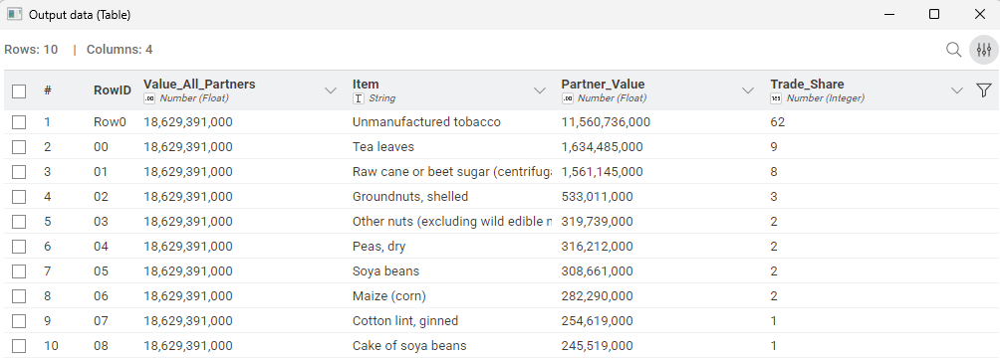 Output data (Table)
Rows: 10 | Columns: 4
# RowID Value_All_Partners Item Partner_Value Trade_Share
.00 Number (Float) T String .00 Number (Float) 123 Number (Integer)
1 Row0 18,629,391,000 Unmanufactured tobacco 11,560,736,000 62
2 00 18,629,391,000 Tea leaves 1,634,485,000 9
3 01 18,629,391,000 Raw cane or beet sugar (centrifuga 1,561,145,000 8
4 02 18,629,391,000 Groundnuts, shelled 533,011,000 3
5 03 18,629,391,000 Other nuts (excluding wild edible n 319,739,000 2
6 04 18,629,391,000 Peas, dry 316,212,000 2
7 05 18,629,391,000 Soya beans 308,661,000 2
8 06 18,629,391,000 Maize (corn) 282,290,000 2
9 07 18,629,391,000 Cotton lint, ginned 254,619,000 1
10 08 18,629,391,000 Cake of soya beans 245,519,000 1